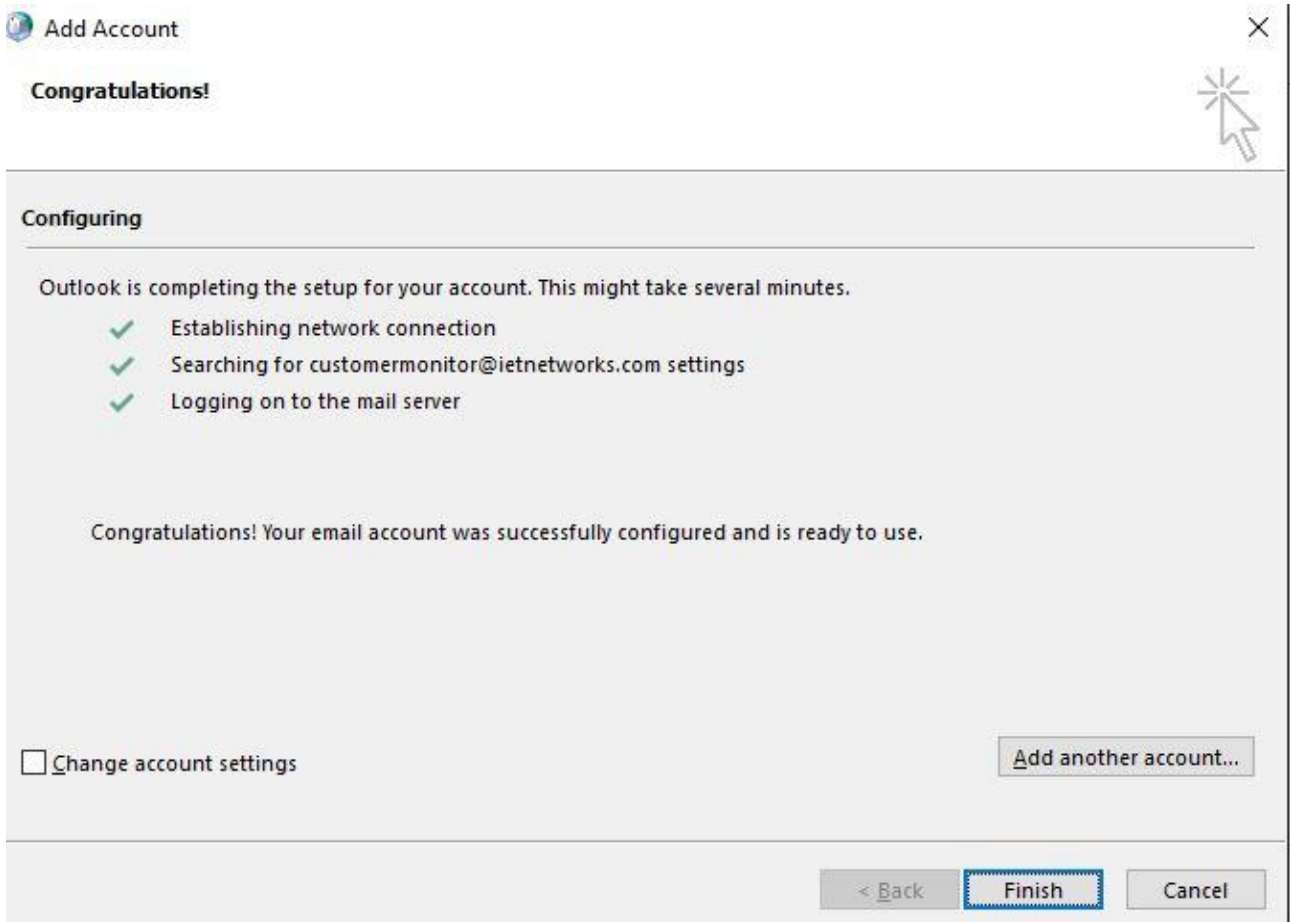 Add Account
Congratulations!
Configuring
Outlook is completing the setup for your account. This might take several minutes.
Establishing network connection
Searching for customermonitor@ietnetworks.com settings
Logging on to the mail server
Congratulations! Your email account was successfully configured and is ready to use.
Change account settings
Add another account...
< Back
Finish
Cancel